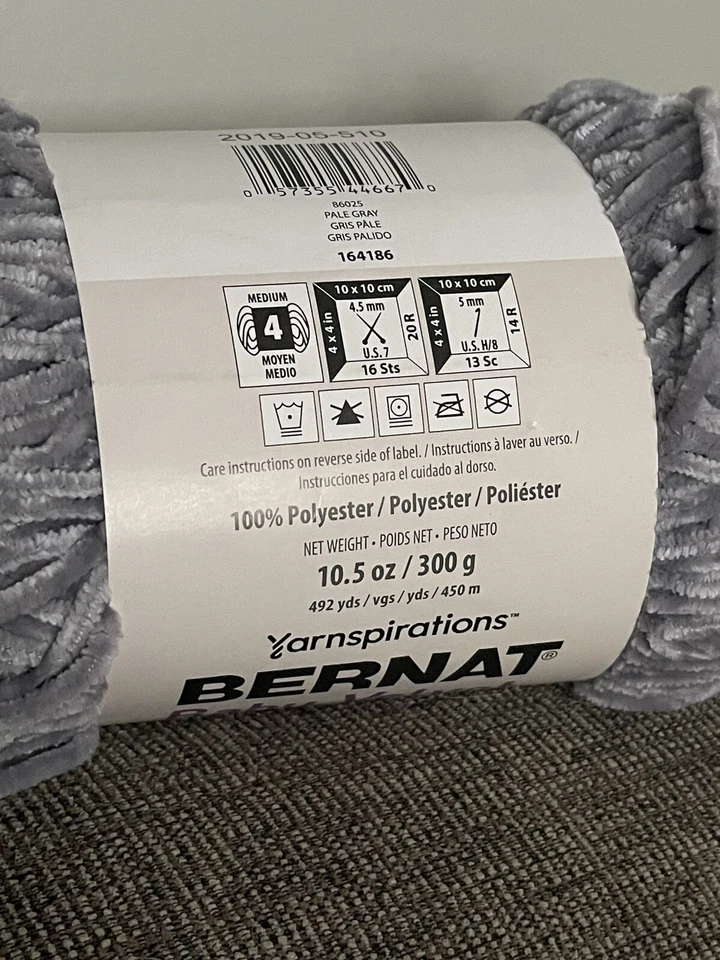 2019-05-510
0 57355 44667 0
86025
PALE GRAY
GRIS PÂLE
GRIS PALIDO
164186
MEDIUM
4
MOYEN
MEDIO
10 x 10 cm
4 x 4 in
4.5 mm
U.S. 7
20 R
16 Sts
10 x 10 cm
4 x 4 in
5 mm
U.S. H/8
14 R
13 Sc
Care instructions on reverse side of label. / Instructions à laver au verso. /
Instrucciones para el cuidado al dorso.
100% Polyester / Polyester / Poliéster
NET WEIGHT • POIDS NET • PESO NETO
10.5 oz / 300 g
492 yds / vgs / yds / 450 m
Yarnspirations™
BERNAT®